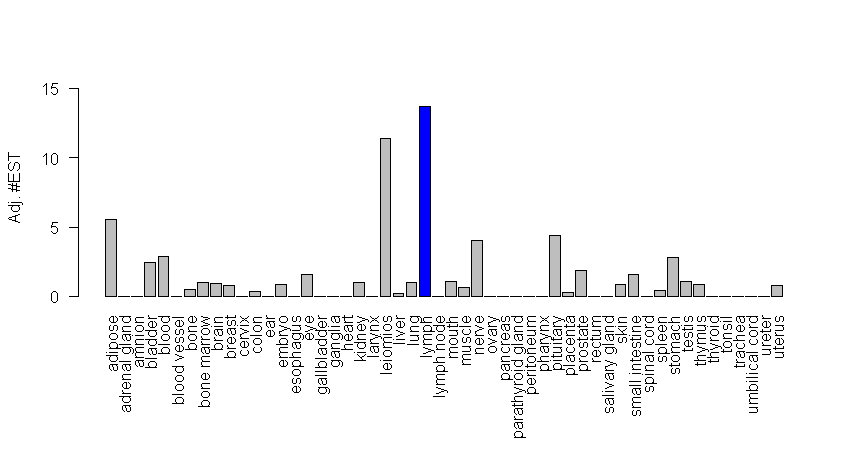 15
10
5
0
Adj. #EST
adipose
adrenal gland
amnion
bladder
blood
blood vessel
bone
bone marrow
brain
breast
cervix
colon
ear
embryo
esophagus
eye
gallbladder
ganglia
heart
kidney
larynx
leiomios
liver
lung
lymph
lymph node
mouth
muscle
nerve
ovary
pancreas
parathyroid gland
peritoneum
pharynx
pituitary
placenta
prostate
rectum
salivary gland
skin
small intestine
spinal cord
spleen
stomach
testis
thymus
thyroid
tonsil
trachea
umbilical cord
ureter
uterus